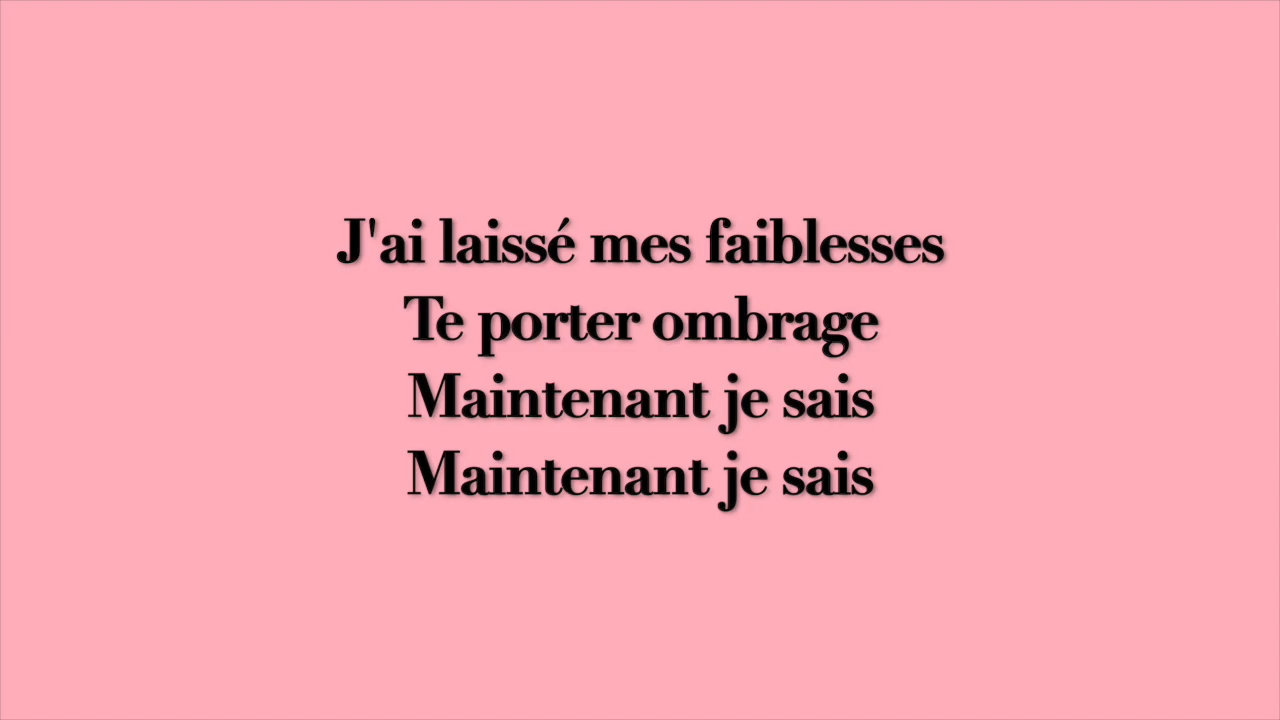 J'ai laissé mes faiblesses
Te porter ombrage
Maintenant je sais
Maintenant je sais